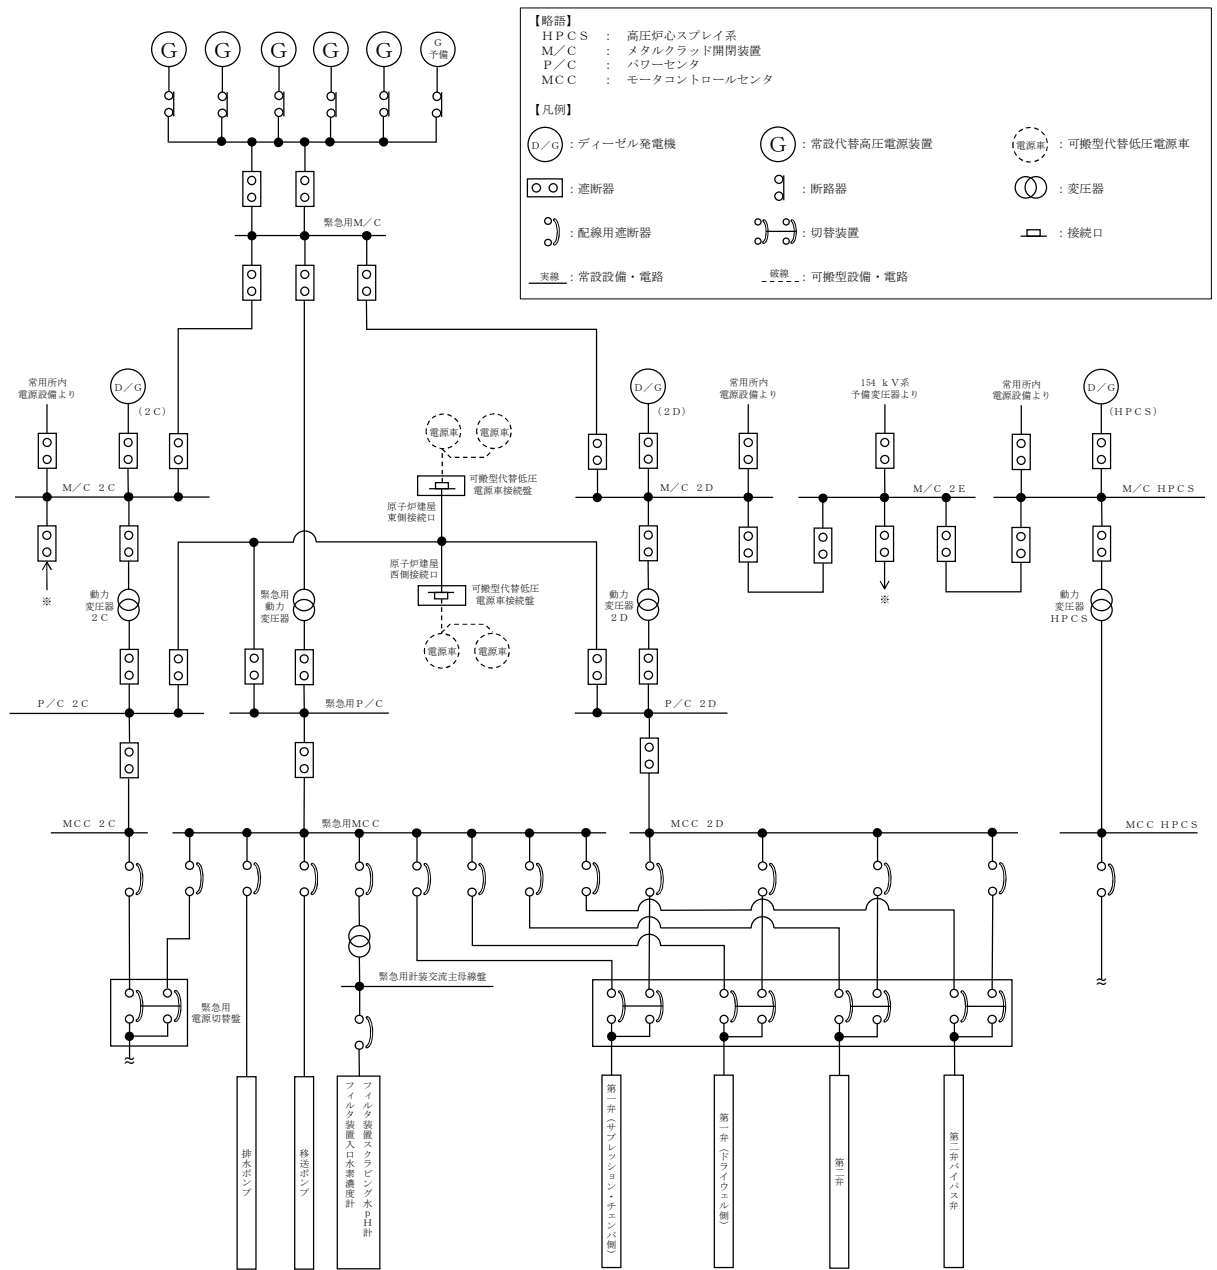 【略語】
HPCS : 高圧炉心スプレイ系
M/C : メタルクラッド開閉装置
P/C : パワーセンタ
MCC : モータコントロールセンタ
【凡例】
D/G : ディーゼル発電機
G : 常設代替高圧電源装置
電源車 : 可搬型代替低圧電源車
: 遮断器
: 断路器
: 変圧器
: 配線用遮断器
: 切替装置
: 接続口
実線 : 常設設備・電路
破線 : 可搬型設備・電路
G
G
G
G
G
G
予備
緊急用M/C
常用所内
電源設備より
D/G
(2C)
M/C 2C
※
動力
変圧器
2C
緊急用
動力
変圧器
電源車
電源車
可搬型代替低圧
電源車接続盤
原子炉建屋
東側接続口
原子炉建屋
西側接続口
可搬型代替低圧
電源車接続盤
電源車
電源車
D/G
(2D)
常用所内
電源設備より
154 kV系
予備変圧器より
常用所内
電源設備より
D/G
(HPCS)
M/C 2D
M/C 2E
M/C HPCS
動力
変圧器
2D
※
動力
変圧器
HPCS
P/C 2C
緊急用P/C
P/C 2D
MCC 2C
緊急用MCC
MCC 2D
MCC HPCS
緊急用計装交流主母線盤
緊急用
電源切替盤
排水ポンプ
移送ポンプ
フィルタ装置スクラビング水pH計
フィルタ装置入口水素濃度計
第一弁(サプレッション・チェンバ側)
第一弁(ドライウェル側)
第二弁
第二弁バイパス弁